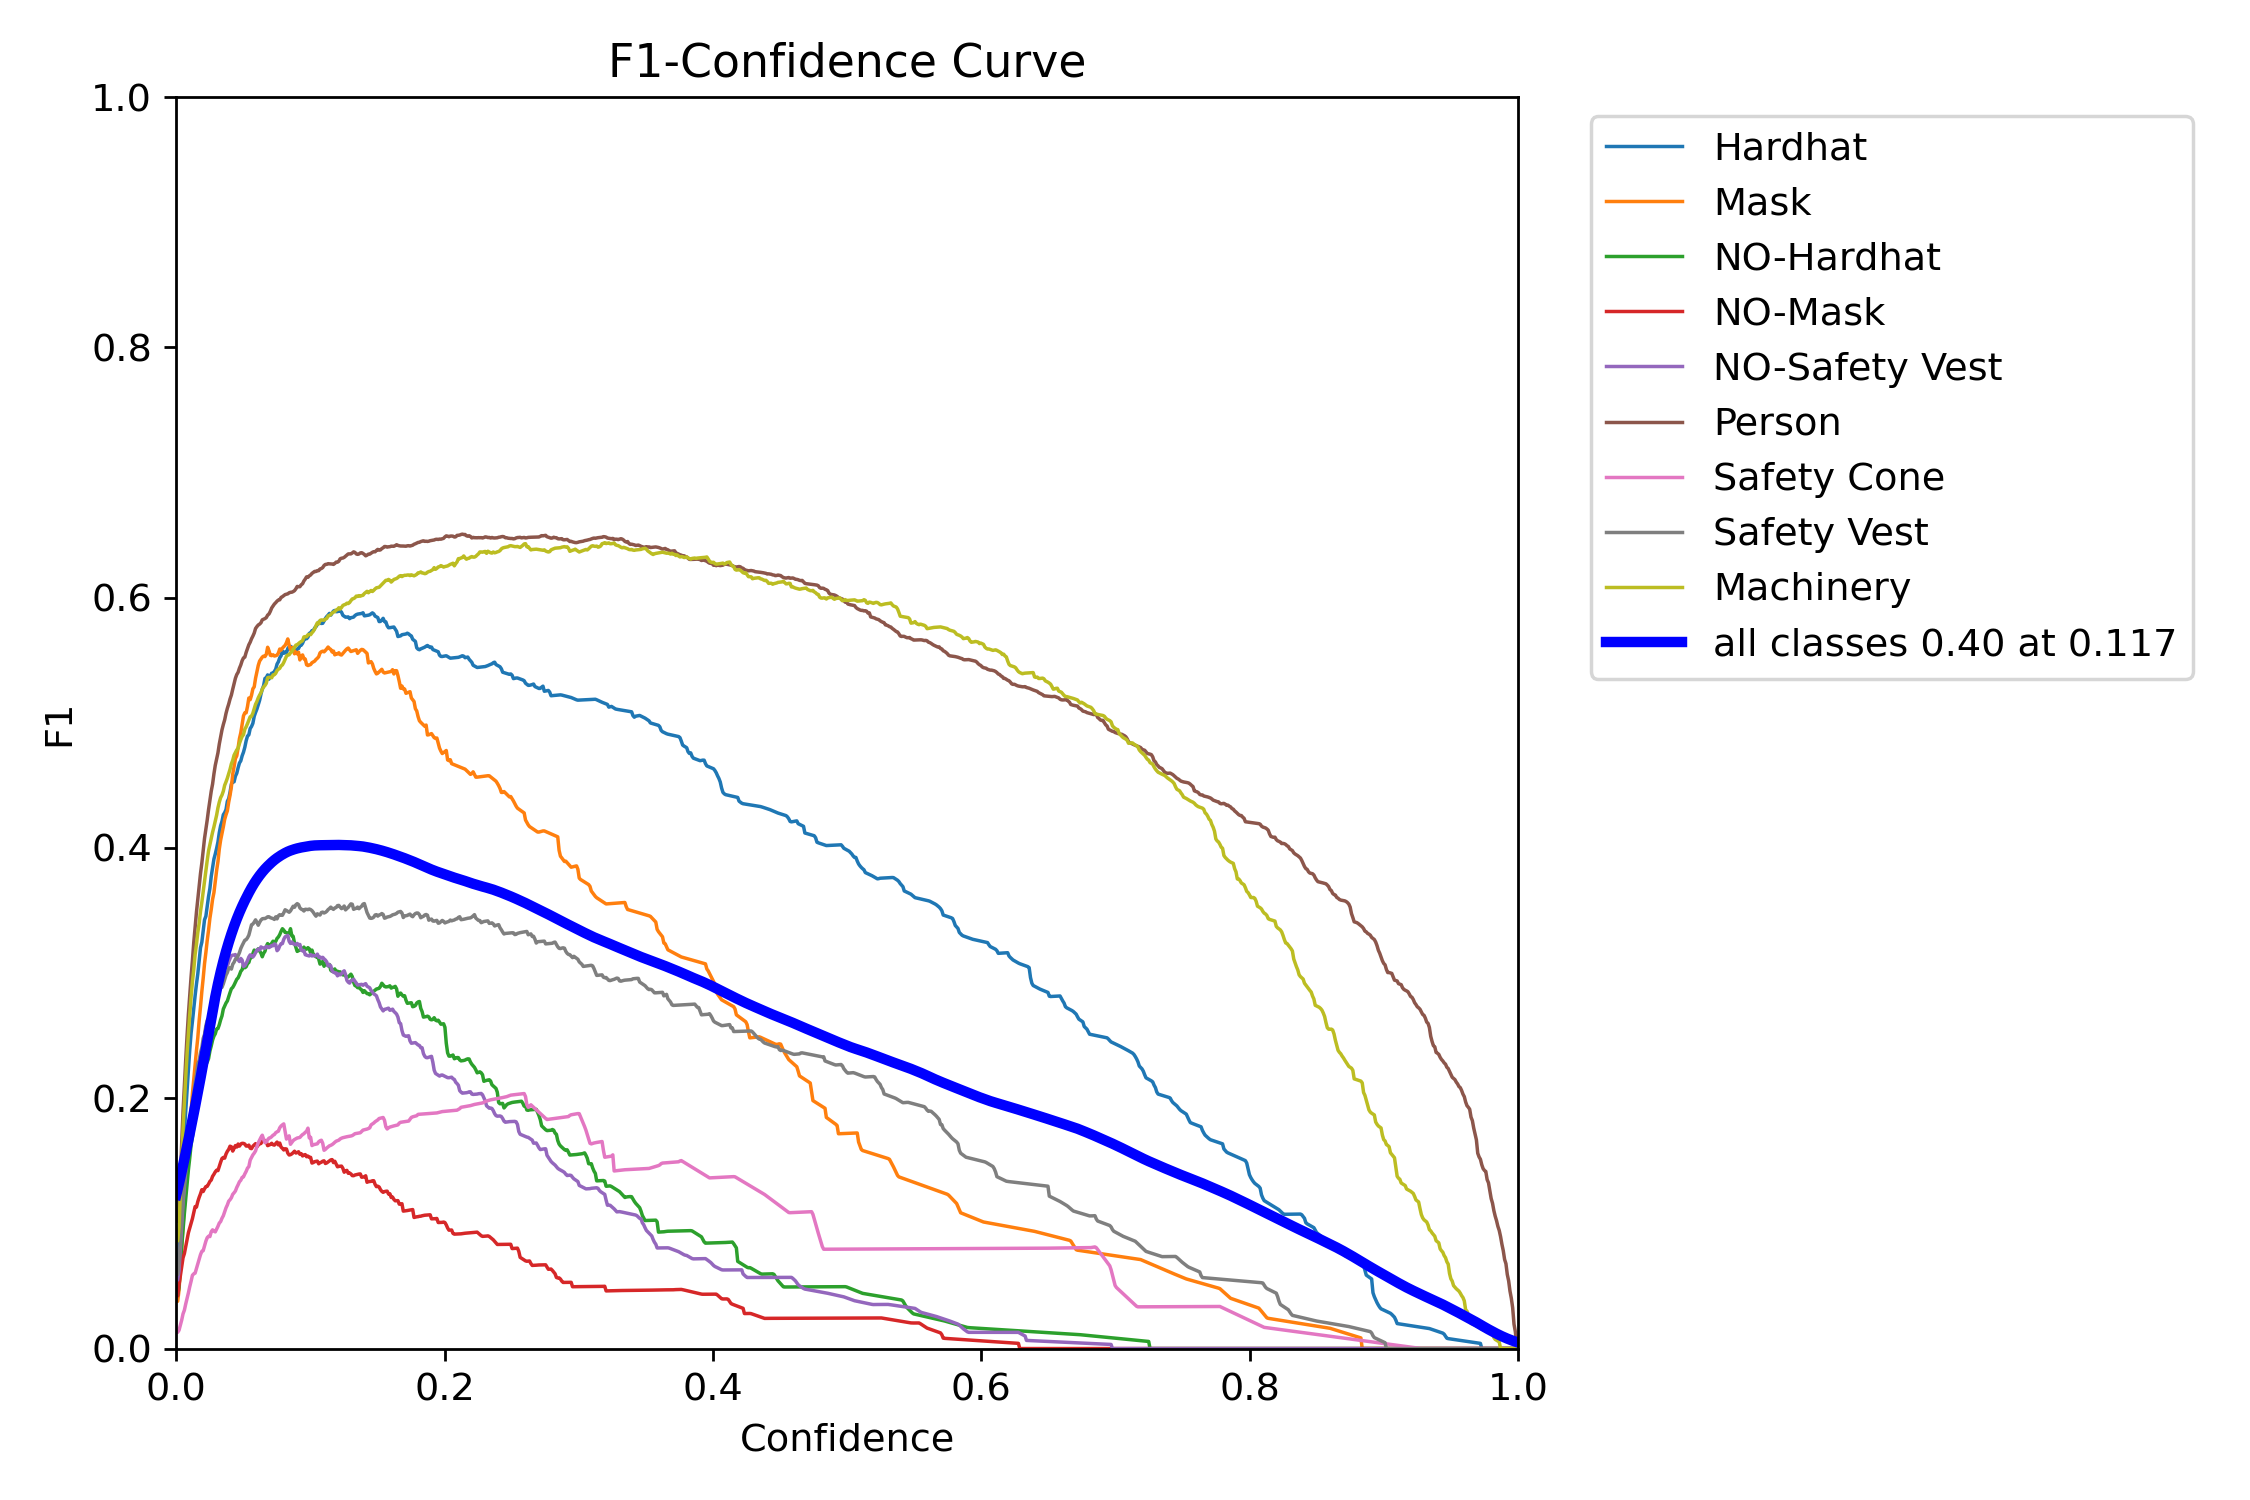 F1-Confidence Curve
1.0
0.8
0.6
0.4
0.2
0.0
F1
0.0 0.2 0.4 0.6 0.8 1.0
Confidence
Hardhat
Mask
NO-Hardhat
NO-Mask
NO-Safety Vest
Person
Safety Cone
Safety Vest
Machinery
all classes 0.40 at 0.117